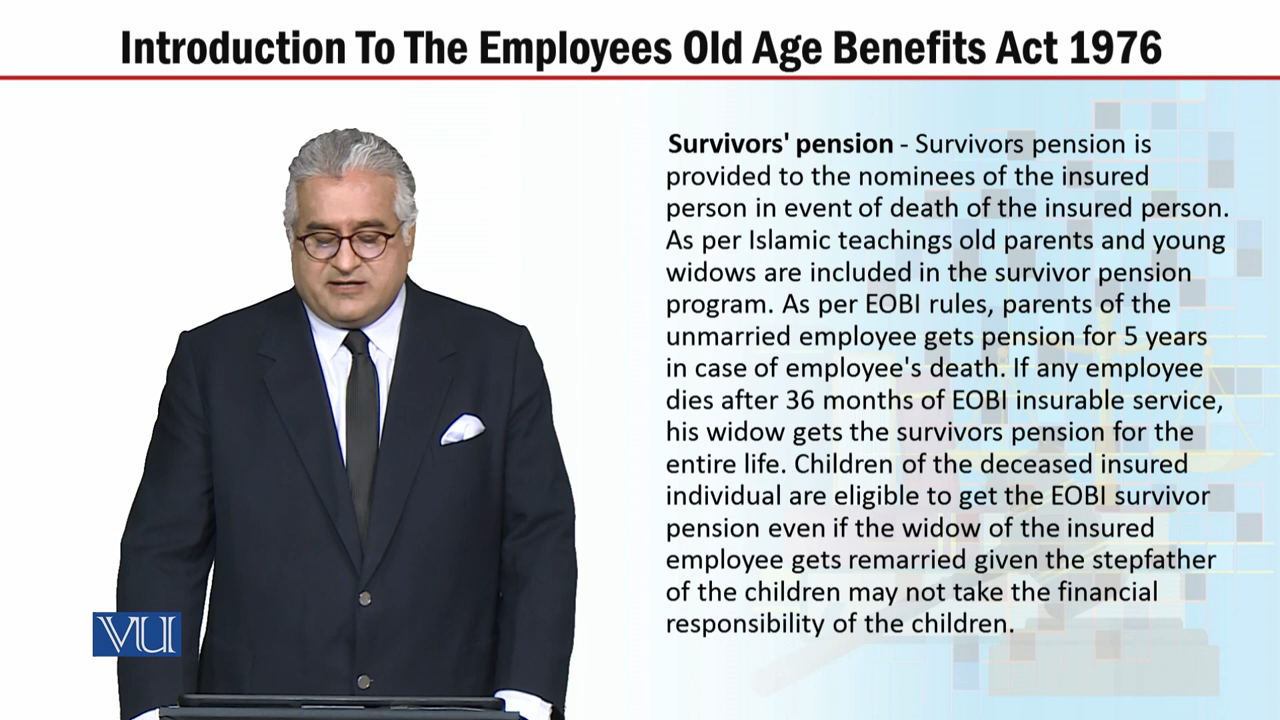 Introduction To The Employees Old Age Benefits Act 1976
Survivors' pension - Survivors pension is
provided to the nominees of the insured
person in event of death of the insured person.
As per Islamic teachings old parents and young
widows are included in the survivor pension
program. As per EOBI rules, parents of the
unmarried employee gets pension for 5 years
in case of employee's death. If any employee
dies after 36 months of EOBI insurable service,
his widow gets the survivors pension for the
entire life. Children of the deceased insured
individual are eligible to get the EOBI survivor
pension even if the widow of the insured
employee gets remarried given the stepfather
of the children may not take the financial
responsibility of the children.
VU